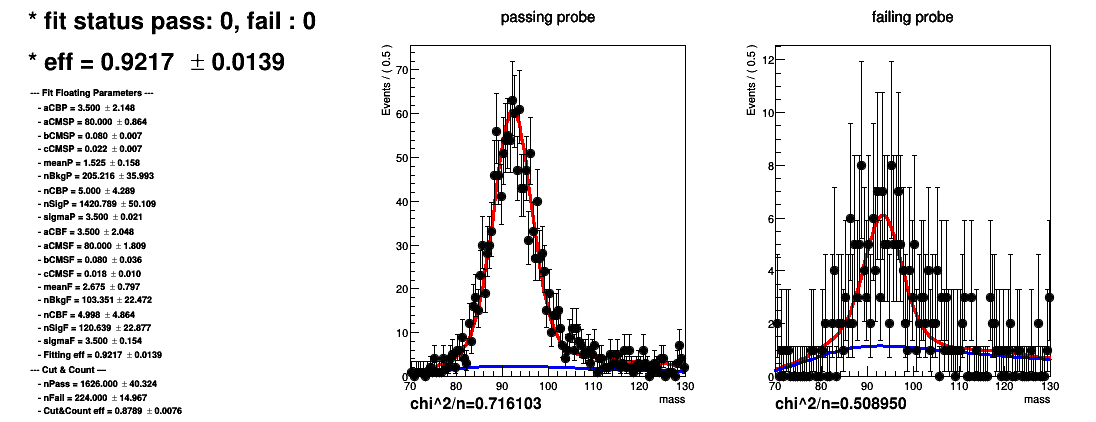 * fit status pass: 0, fail : 0
* eff = 0.9217 ± 0.0139
--- Fit Floating Parameters ---
- aCBP = 3.500 ± 2.148
- aCMSP = 80.000 ± 0.864
- bCMSP = 0.080 ± 0.007
- cCMSP = 0.022 ± 0.007
- meanP = 1.525 ± 0.158
- nBkgP = 205.216 ± 35.993
- nCBP = 5.000 ± 4.289
- nSigP = 1420.789 ± 50.109
- sigmaP = 3.500 ± 0.021
- aCBF = 3.500 ± 2.048
- aCMSF = 80.000 ± 1.809
- bCMSF = 0.080 ± 0.036
- cCMSF = 0.018 ± 0.010
- meanF = 2.675 ± 0.797
- nBkgF = 103.351 ± 22.472
- nCBF = 4.998 ± 4.864
- nSigF = 120.639 ± 22.877
- sigmaF = 3.500 ± 0.154
- Fitting eff = 0.9217 ± 0.0139
--- Cut & Count ---
- nPass = 1626.000 ± 40.324
- nFail = 224.000 ± 14.967
- Cut&Count eff = 0.8789 ± 0.0076
passing probe
Events / ( 0.5 )
70
60
50
40
30
20
10
0
70 80 90 100 110 120 130
mass
chi^2/n=0.716103
failing probe
Events / ( 0.5 )
12
10
8
6
4
2
0
70 80 90 100 110 120 130
mass
chi^2/n=0.508950